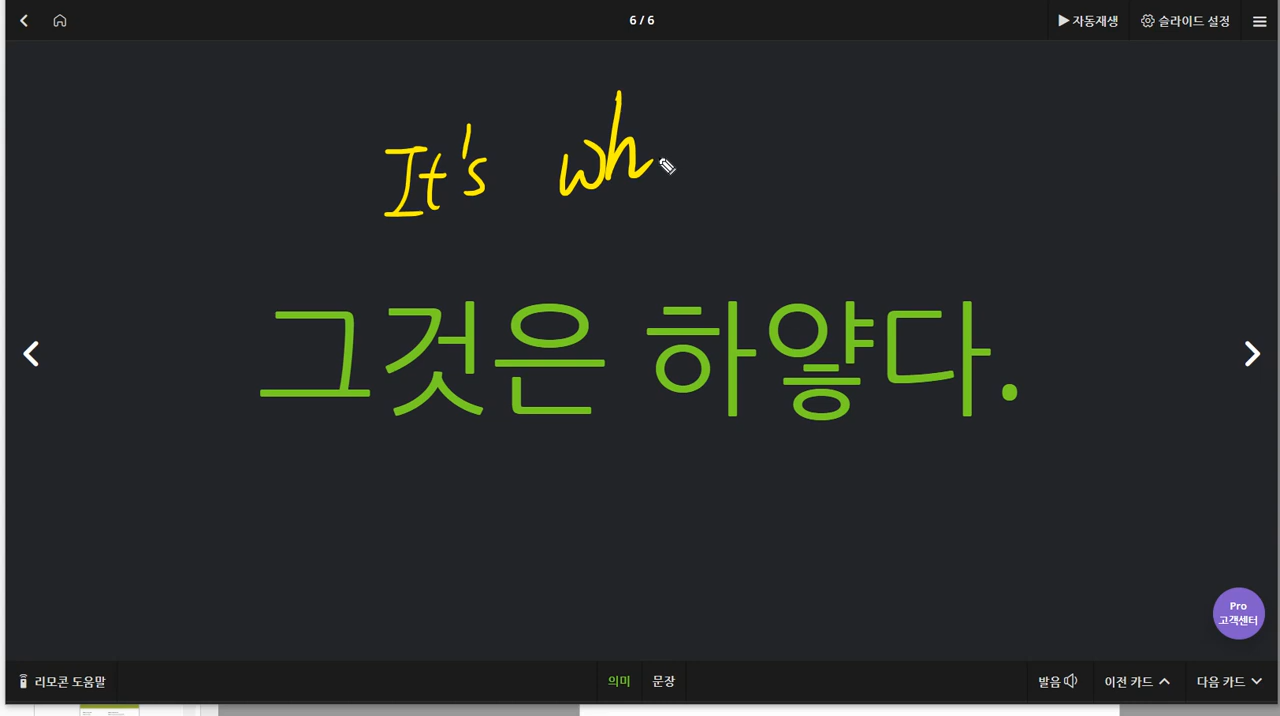 6 / 6
자동재생
슬라이드 설정
It's wh
그것은 하얗다.
Pro
고객센터
리모콘 도움말
의미
문장
발음
이전 카드
다음 카드